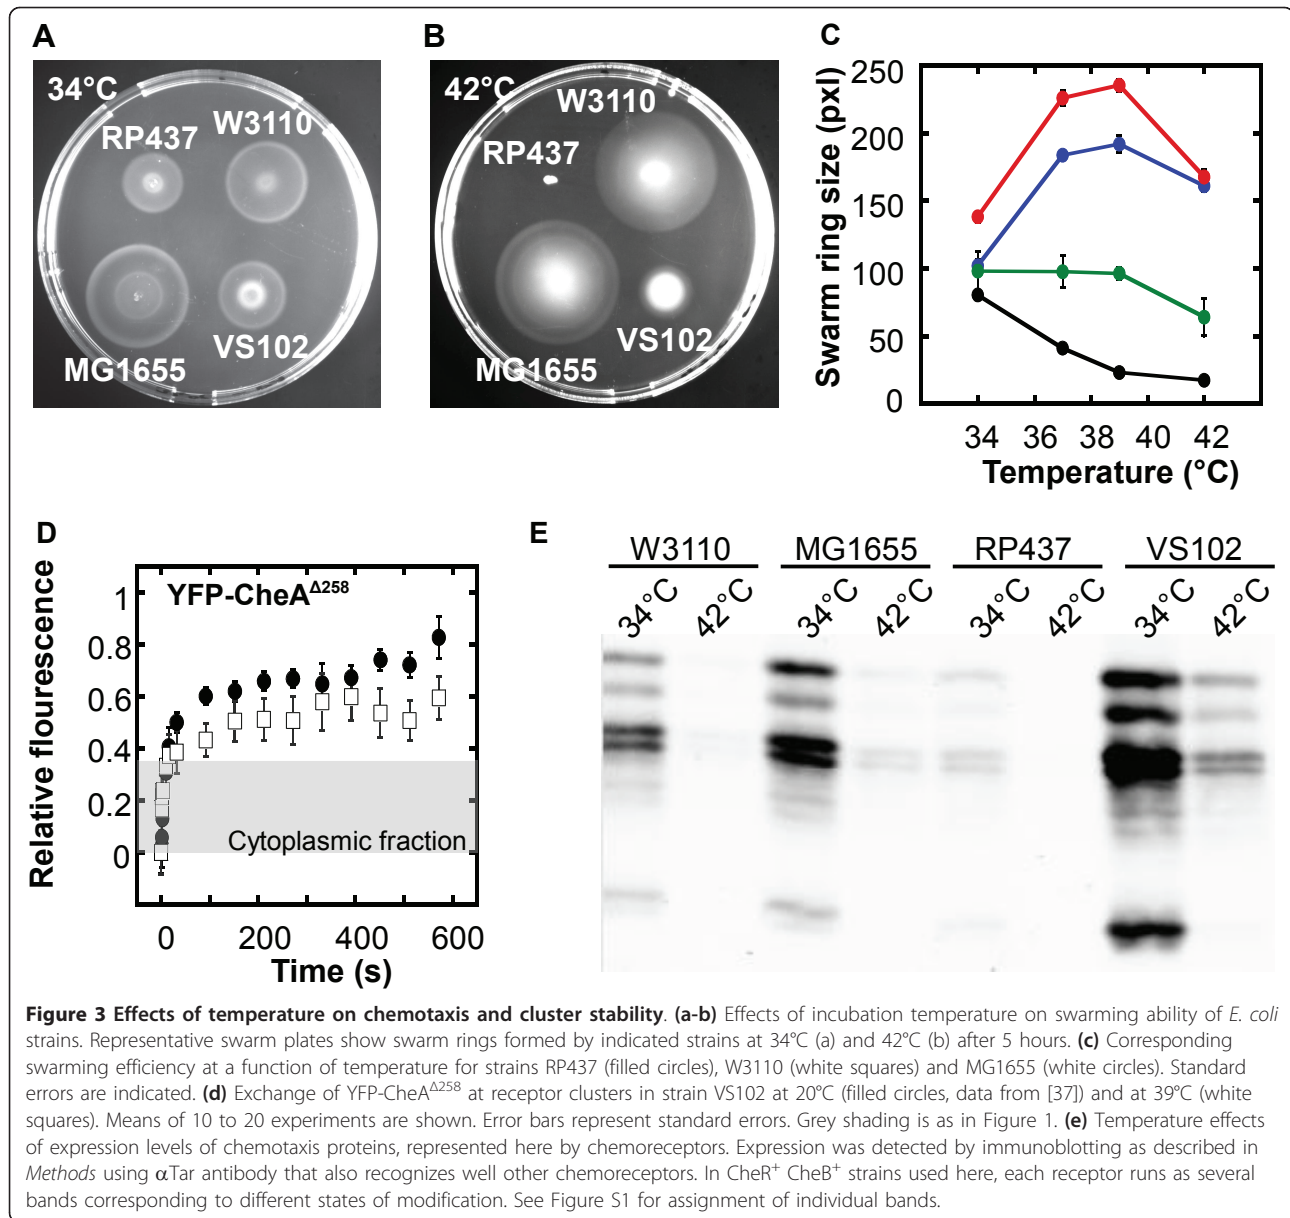 A
34°C
RP437
W3110
MG1655
VS102
B
42°C
W3110
RP437
MG1655
VS102
C
Swarm ring size (pxl)
250
200
150
100
50
0
34 36 38 40 42
Temperature (°C)
D
YFP-CheA^Δ258
Relative flourescence
1
0.8
0.6
0.4
0.2
0
Cytoplasmic fraction
0 200 400 600
Time (s)
E
W3110 MG1655 RP437 VS102
34°C 42°C 34°C 42°C 34°C 42°C 34°C 42°C
Figure 3 Effects of temperature on chemotaxis and cluster stability. (a-b) Effects of incubation temperature on swarming ability of E. coli
strains. Representative swarm plates show swarm rings formed by indicated strains at 34°C (a) and 42°C (b) after 5 hours. (c) Corresponding
swarming efficiency at a function of temperature for strains RP437 (filled circles), W3110 (white squares) and MG1655 (white circles). Standard
errors are indicated. (d) Exchange of YFP-CheA^Δ258 at receptor clusters in strain VS102 at 20°C (filled circles, data from [37]) and at 39°C (white
squares). Means of 10 to 20 experiments are shown. Error bars represent standard errors. Grey shading is as in Figure 1. (e) Temperature effects
of expression levels of chemotaxis proteins, represented here by chemoreceptors. Expression was detected by immunoblotting as described in
Methods using αTar antibody that also recognizes well other chemoreceptors. In CheR⁺ CheB⁺ strains used here, each receptor runs as several
bands corresponding to different states of modification. See Figure S1 for assignment of individual bands.